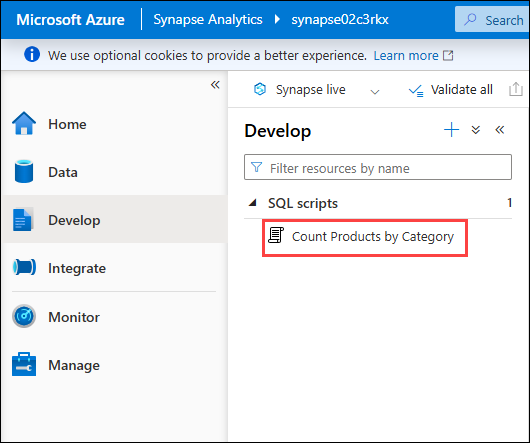 Microsoft Azure Synapse Analytics synapse02c3rkx Search
We use optional cookies to provide a better experience. Learn more
Synapse live Validate all
Home
Data
Develop
Integrate
Monitor
Manage
Develop
Filter resources by name
SQL scripts 1
Count Products by Category